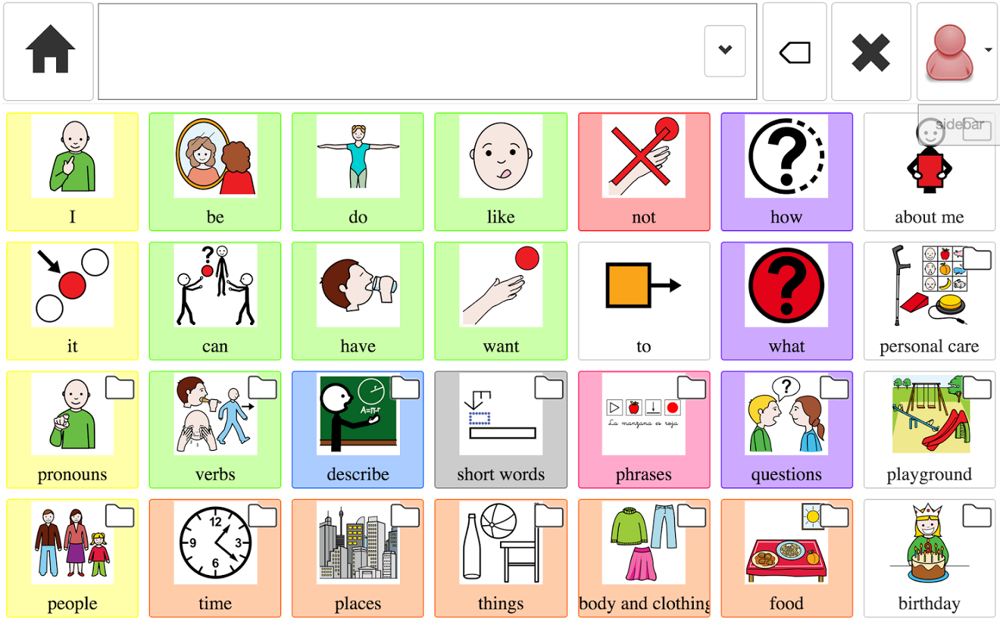 sidebar
I
be
do
like
not
how
about me
?
it
can
have
want
to
what
personal care
A=π·r
La manzana es roja
?
pronouns
verbs
describe
short words
phrases
questions
playground
12
9 3
6
9
people
time
places
things
body and clothing
food
birthday